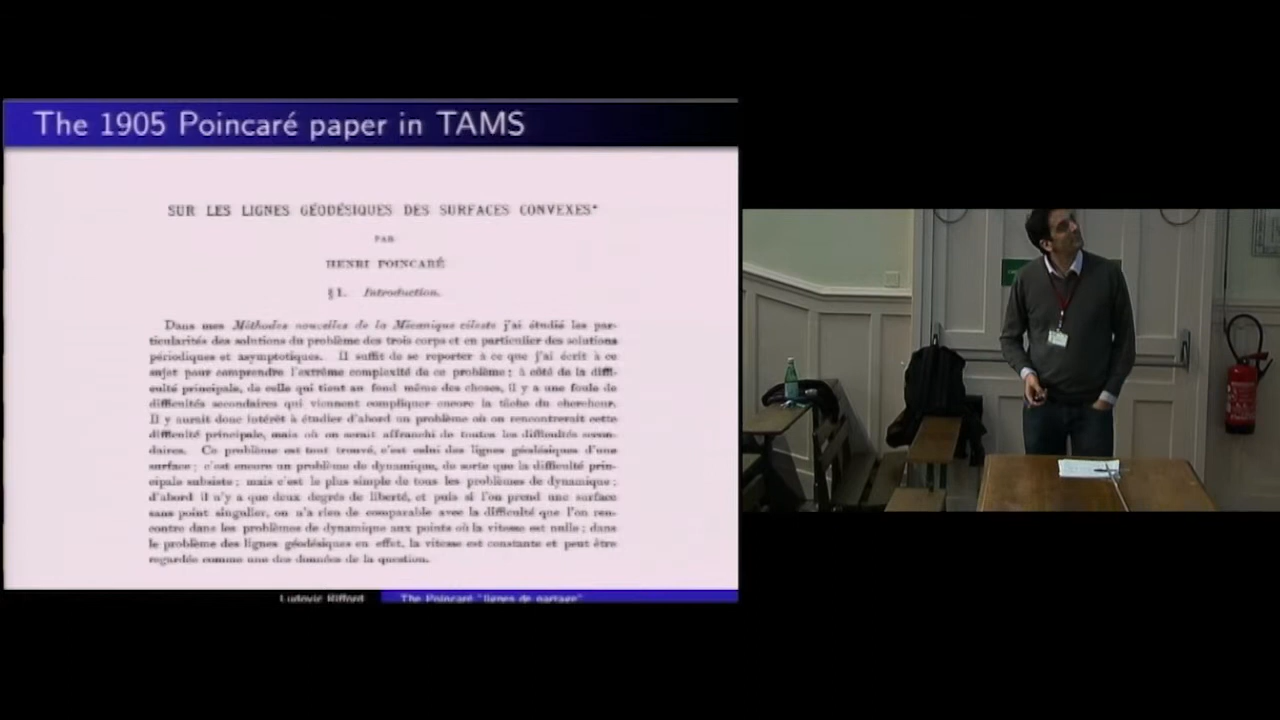 The 1905 Poincaré paper in TAMS
SUR LES LIGNES GÉODÉSIQUES DES SURFACES CONVEXES*
PAR
HENRI POINCARÉ
§ 1. Introduction.
Dans mes Méthodes nouvelles de la Mécanique céleste j'ai étudié les par-
ticularités des solutions du problème des trois corps et en particulier des solutions
périodiques et asymptotiques. Il suffit de se reporter à ce que j'ai écrit à ce
sujet pour comprendre l'extrême complexité de ce problème ; à côté de la diffi-
culté principale, de celle qui tient au fond même des choses, il y a une foule de
difficultés secondaires qui viennent compliquer encore la tâche du chercheur.
Il y aurait donc intérêt à étudier d'abord un problème où on rencontrerait cette
difficulté principale, mais où on serait affranchi de toutes les difficultés secon-
daires. Ce problème est tout trouvé, c'est celui des lignes géodésiques d'une
surface ; c'est encore un problème de dynamique, de sorte que la difficulté prin-
cipale subsiste ; mais c'est le plus simple de tous les problèmes de dynamique ;
d'abord il n'y a que deux degrés de liberté, et puis si l'on prend une surface
sans point singulier, on n'a rien de comparable avec la difficulté que l'on ren-
contre dans les problèmes de dynamique aux points où la vitesse est nulle ; dans
le problème des lignes géodésiques en effet, la vitesse est constante et peut être
regardée comme une des données de la question.
Ludovic Rifford
The Poincaré "lignes de partage"